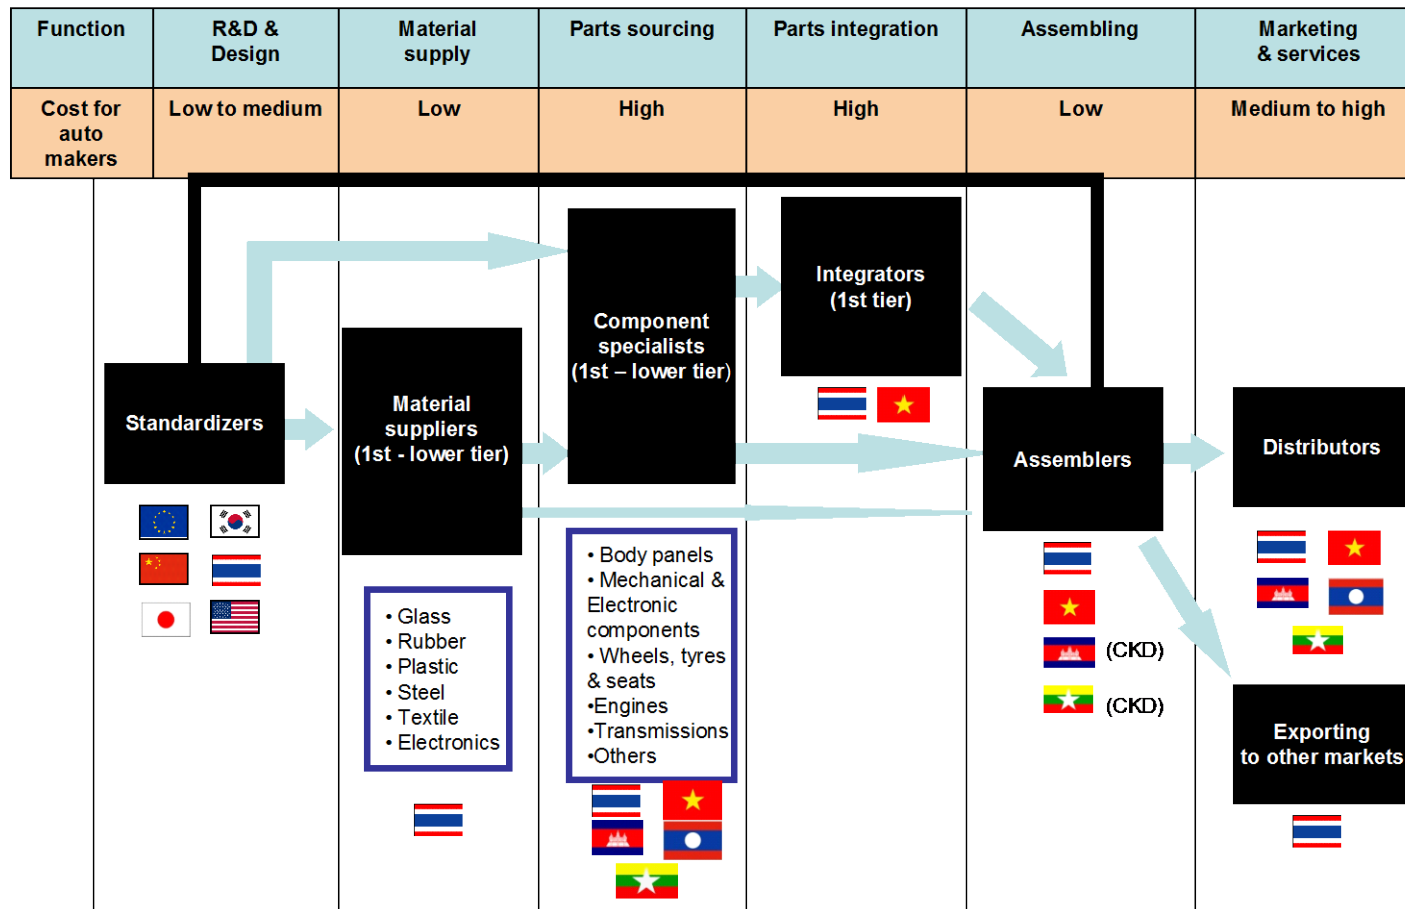 Function
R&D &
Design
Material
supply
Parts sourcing
Parts integration
Assembling
Marketing
& services
Cost for
auto
makers
Low to medium
Low
High
High
Low
Medium to high
Standardizers
Material
suppliers
(1st - lower tier)
Component
specialists
(1st – lower tier)
Integrators
(1st tier)
Assemblers
Distributors
Exporting
to other markets
• Glass
• Rubber
• Plastic
• Steel
• Textile
• Electronics
• Body panels
• Mechanical &
Electronic
components
• Wheels, tyres
& seats
•Engines
•Transmissions
•Others
(CKD)
(CKD)